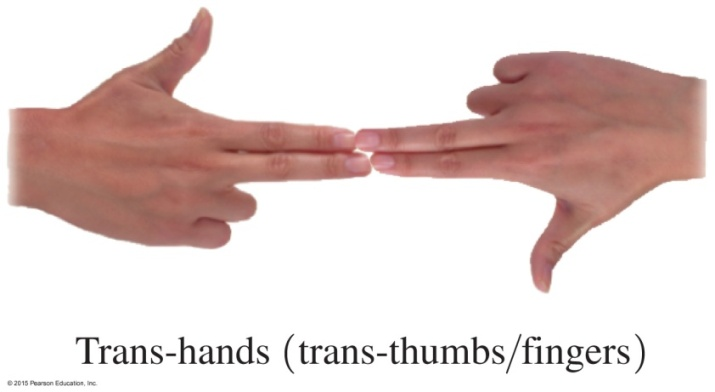 Trans-hands (trans-thumbs/fingers)
© 2015 Pearson Education, Inc.